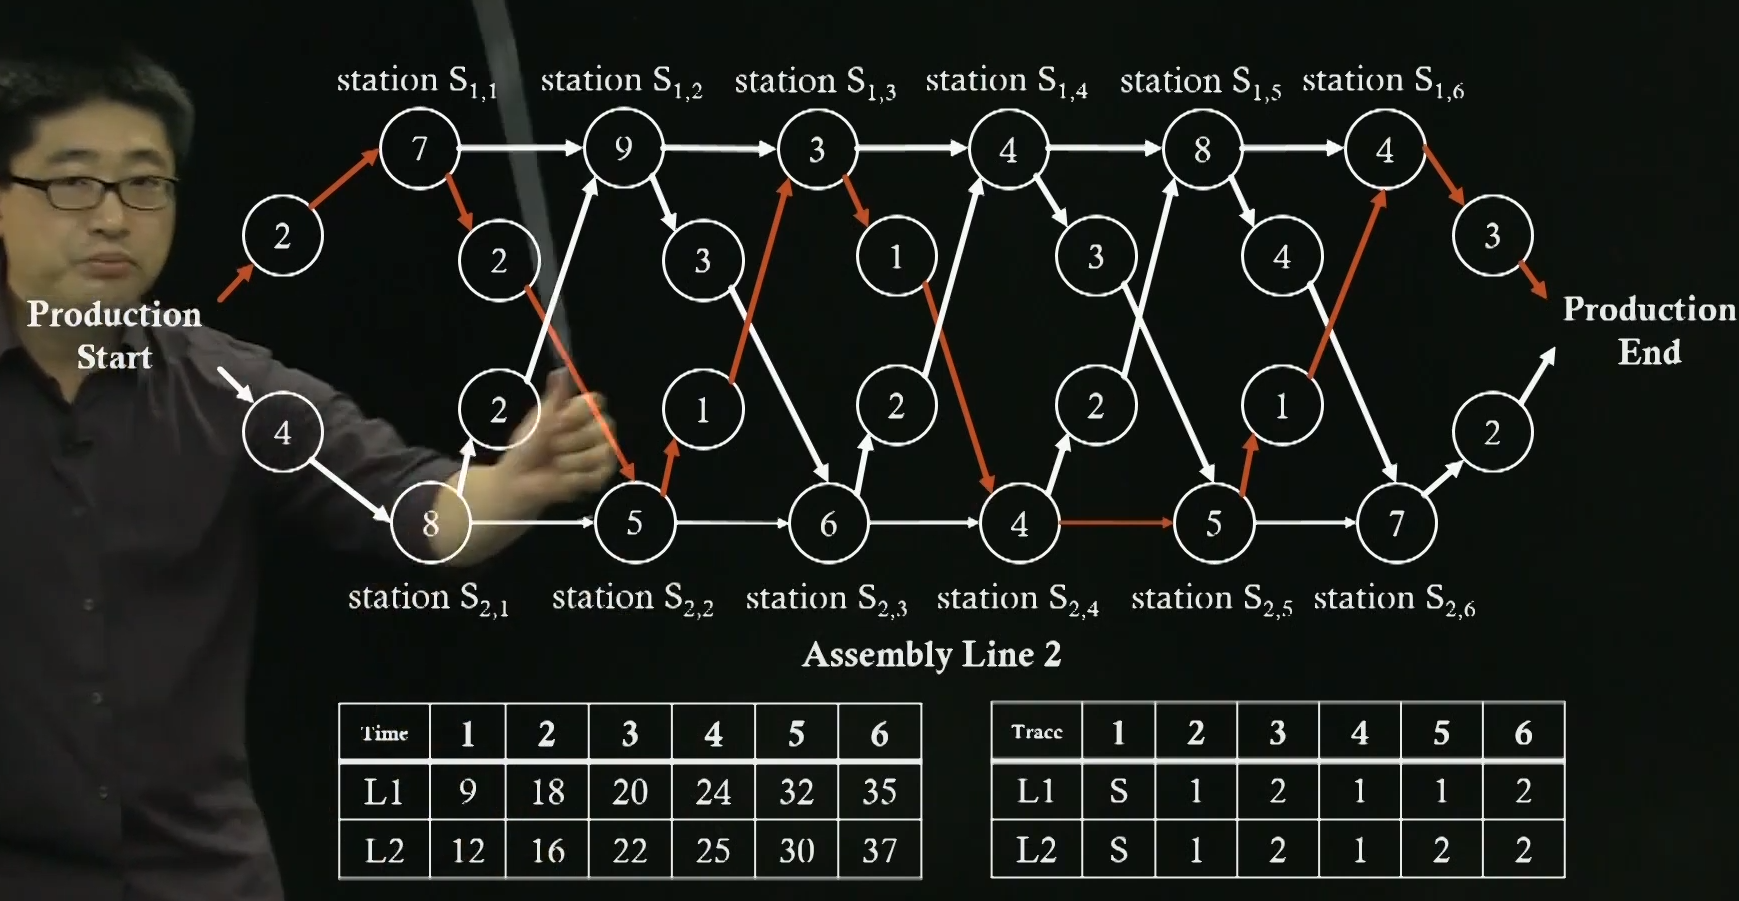 station S1,1 station S1,2 station S1,3 station S1,4 station S1,5 station S1,6
7 9 3 4 8 4
2 3
2 3 1 3 4
Production Start
Production End
4 2 1 2 2 1 2
8 5 6 4 5 7
station S2,1 station S2,2 station S2,3 station S2,4 station S2,5 station S2,6
Assembly Line 2
Time 1 2 3 4 5 6
L1 9 18 20 24 32 35
L2 12 16 22 25 30 37
Trace 1 2 3 4 5 6
L1 S 1 2 1 1 2
L2 S 1 2 1 2 2